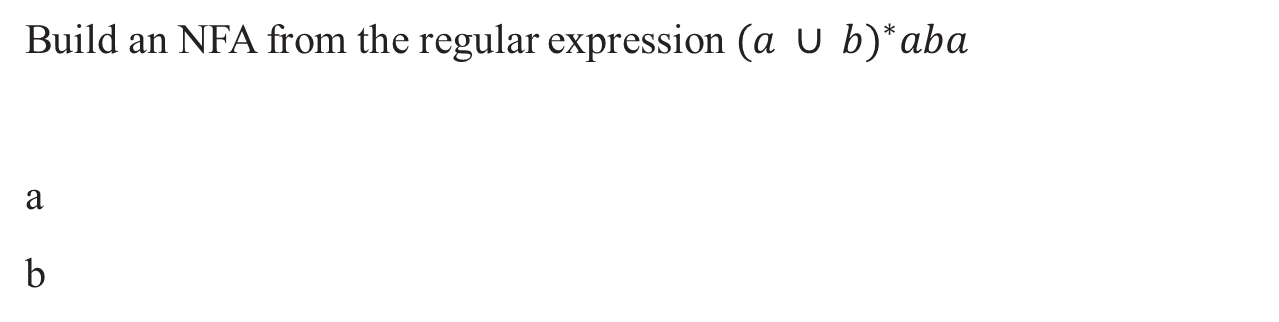 Build an NFA from the regular expression (a ∪ b)*aba
a
b